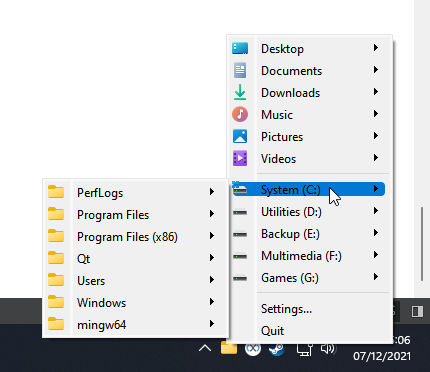 Desktop
Documents
Downloads
Music
Pictures
Videos
System (C:)
Utilities (D:)
Backup (E:)
Multimedia (F:)
Games (G:)
Settings...
Quit
PerfLogs
Program Files
Program Files (x86)
Qt
Users
Windows
mingw64
:06
07/12/2021